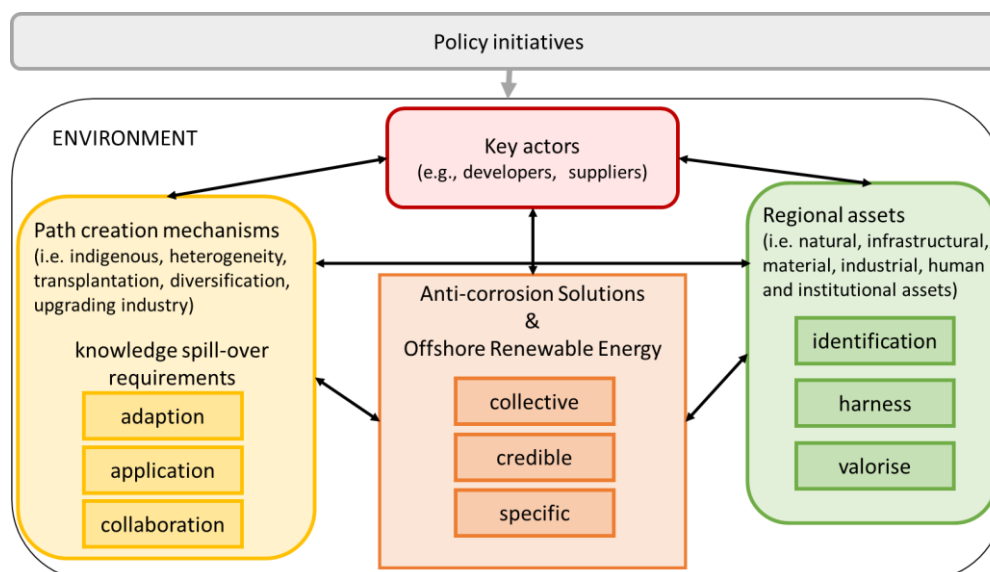 Policy initiatives
ENVIRONMENT
Key actors
(e.g., developers, suppliers)
Path creation mechanisms
(i.e. indigenous, heterogeneity,
transplantation, diversification,
upgrading industry)
knowledge spill-over
requirements
adaption
application
collaboration
Anti-corrosion Solutions
&
Offshore Renewable Energy
collective
credible
specific
Regional assets
(i.e. natural, infrastructural,
material, industrial, human
and institutional assets)
identification
harness
valorise